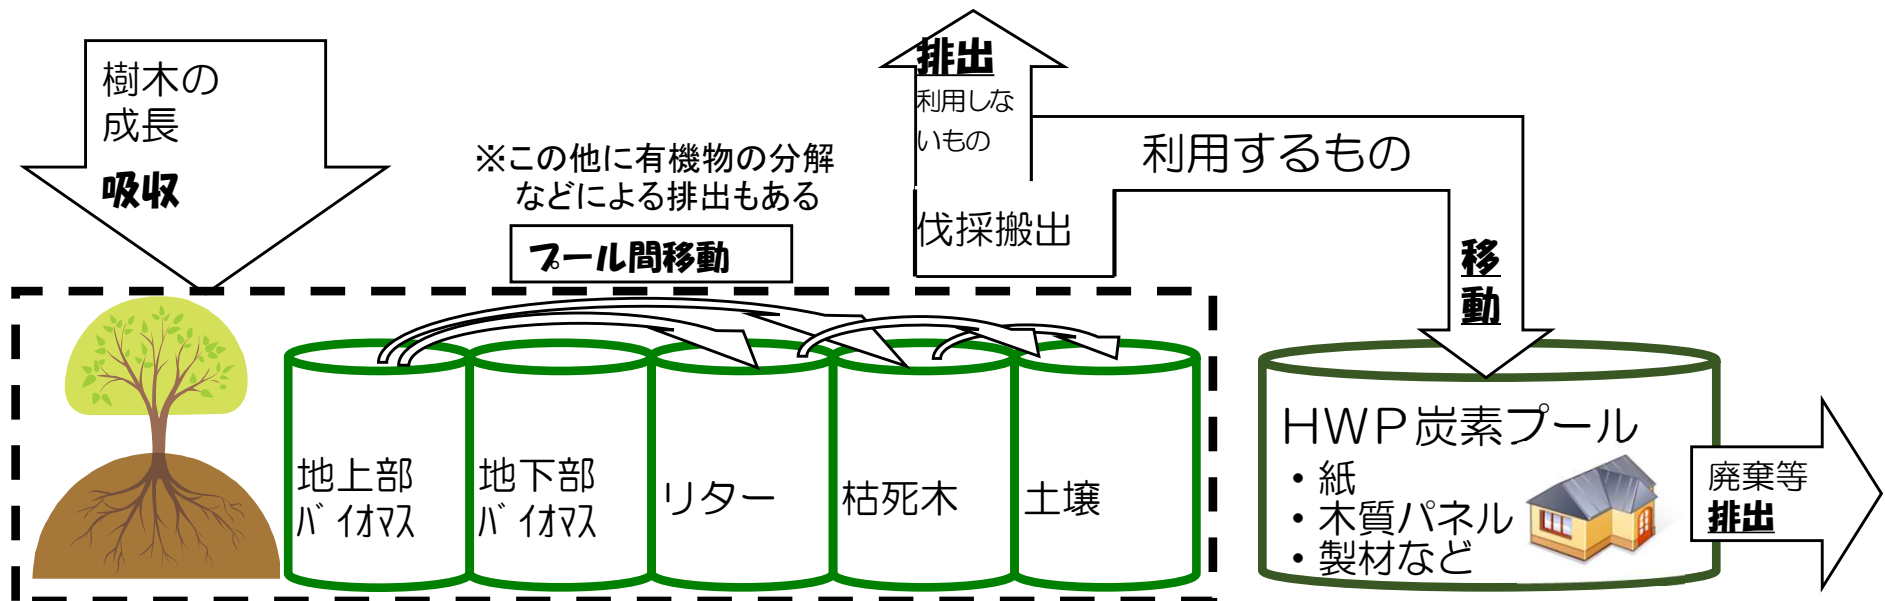 樹木の
成長
吸収
※この他に有機物の分解
などによる排出もある
プール間移動
排出
利用しな
いもの
伐採搬出
利用するもの
移
動
地上部
バイオマス
地下部
バイオマス
リター
枯死木
土壌
HWP炭素プール
・紙
・木質パネル
・製材など
廃棄等
排出